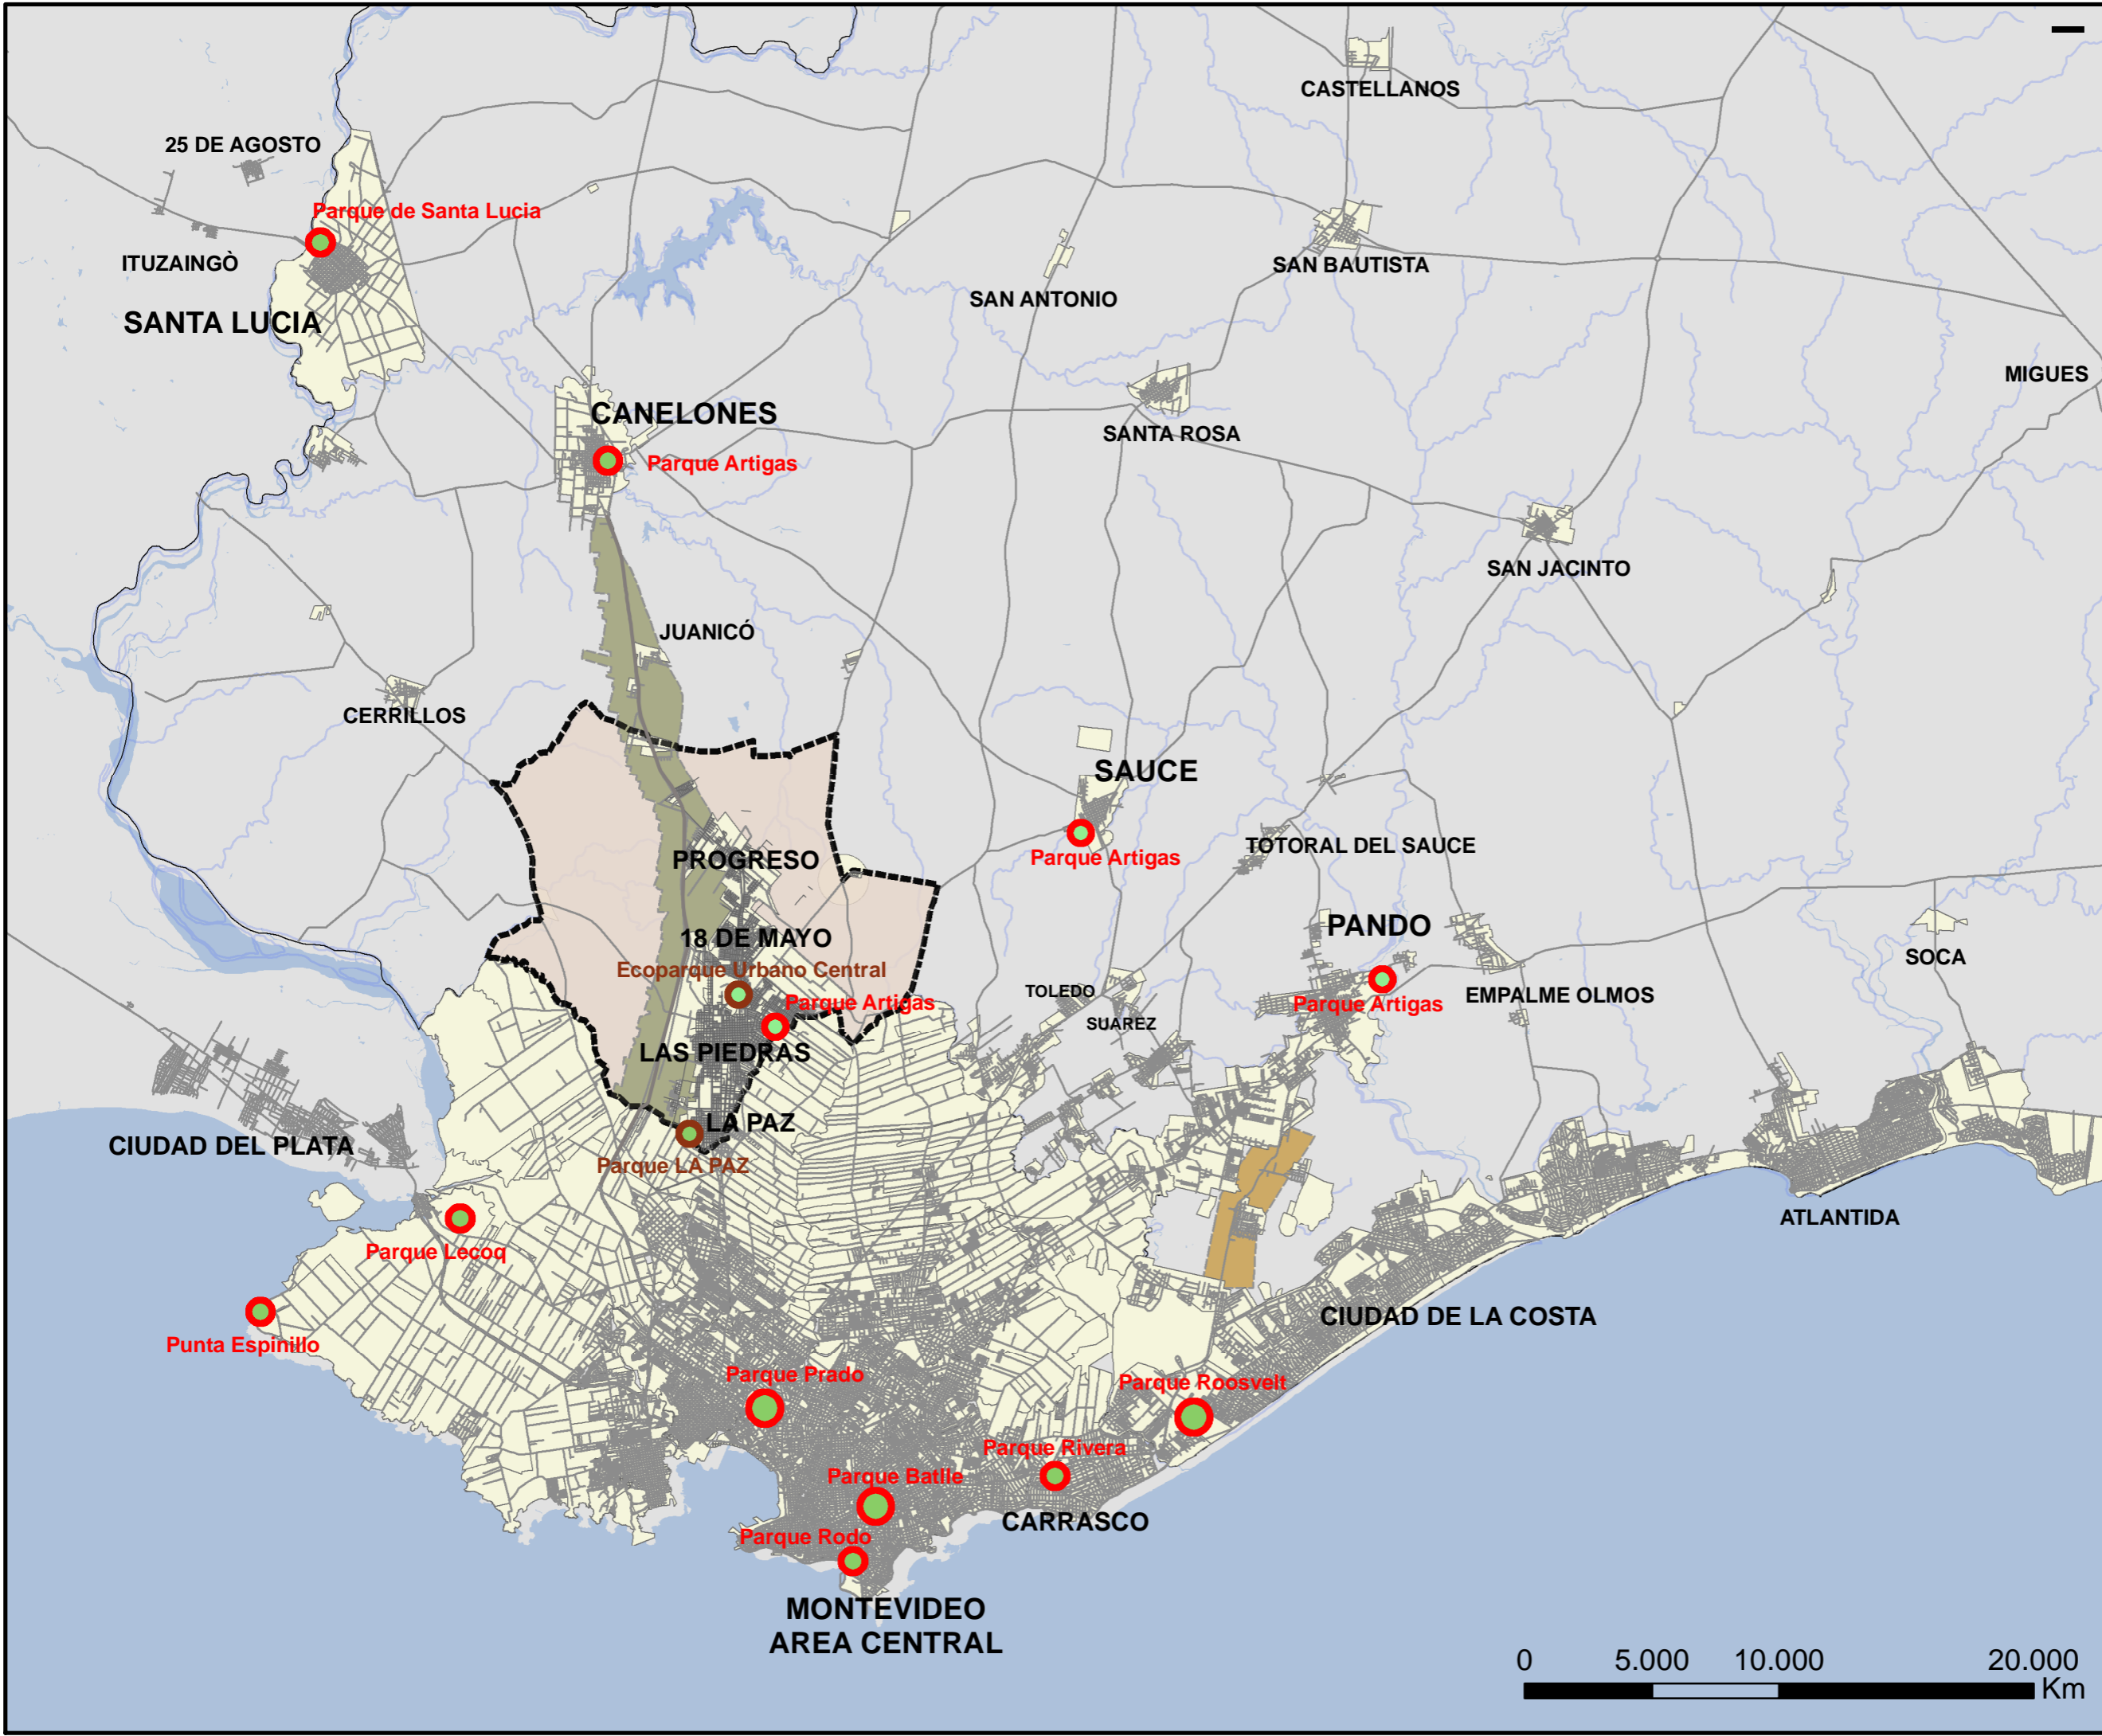 CASTELLANOS
25 DE AGOSTO
Parque de Santa Lucia
ITUZAINGÒ
SAN BAUTISTA
SAN ANTONIO
SANTA LUCIA
MIGUES
CANELONES
SANTA ROSA
Parque Artigas
SAN JACINTO
JUANICÓ
CERRILLOS
SAUCE
TOTORAL DEL SAUCE
Parque Artigas
PROGRESO
PANDO
18 DE MAYO
SOCA
Ecoparque Urbano Central
TOLEDO
EMPALME OLMOS
Parque Artigas
Parque Artigas
SUAREZ
LAS PIEDRAS
LA PAZ
CIUDAD DEL PLATA
Parque LA PAZ
ATLANTIDA
Parque Lecoq
CIUDAD DE LA COSTA
Punta Espinillo
Parque Prado
Parque Roosvelt
Parque Rivera
Parque Batlle
CARRASCO
Parque Rodo
MONTEVIDEO
AREA CENTRAL
0 5.000 10.000 20.000
Km